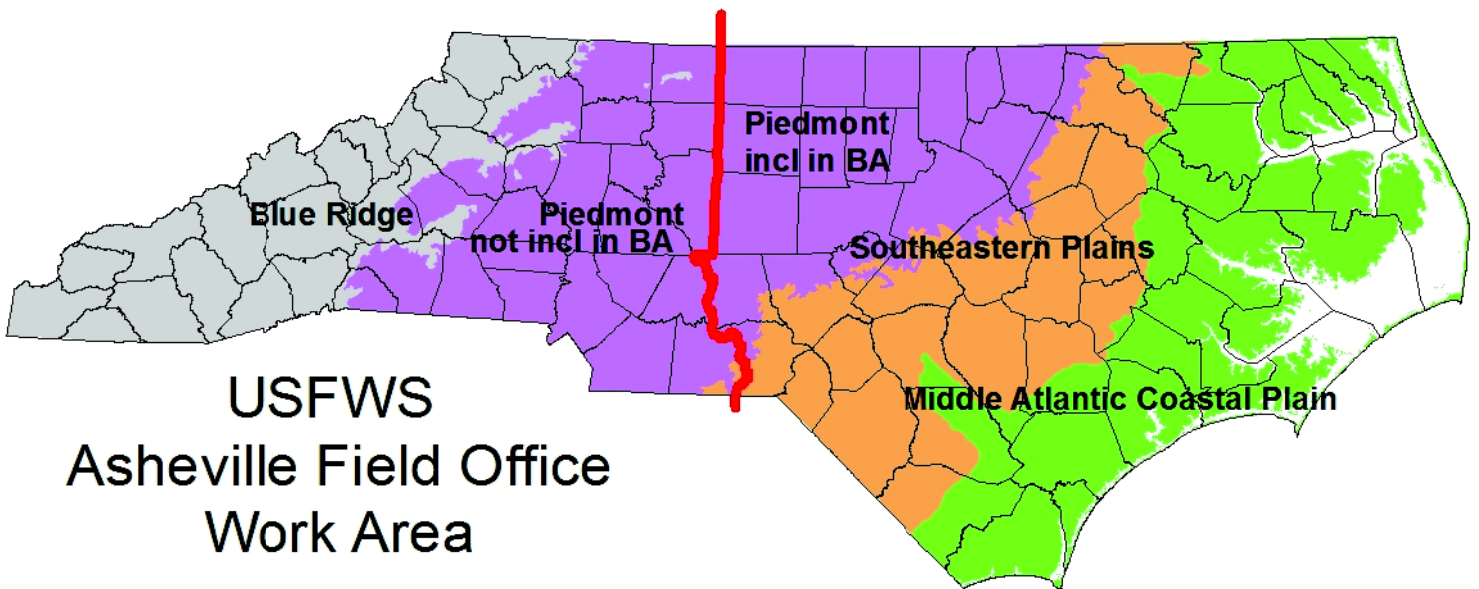 Piedmont
incl in BA
Blue Ridge
Piedmont
not incl in BA
Southeastern Plains
Middle Atlantic Coastal Plain
USFWS
Asheville Field Office
Work Area